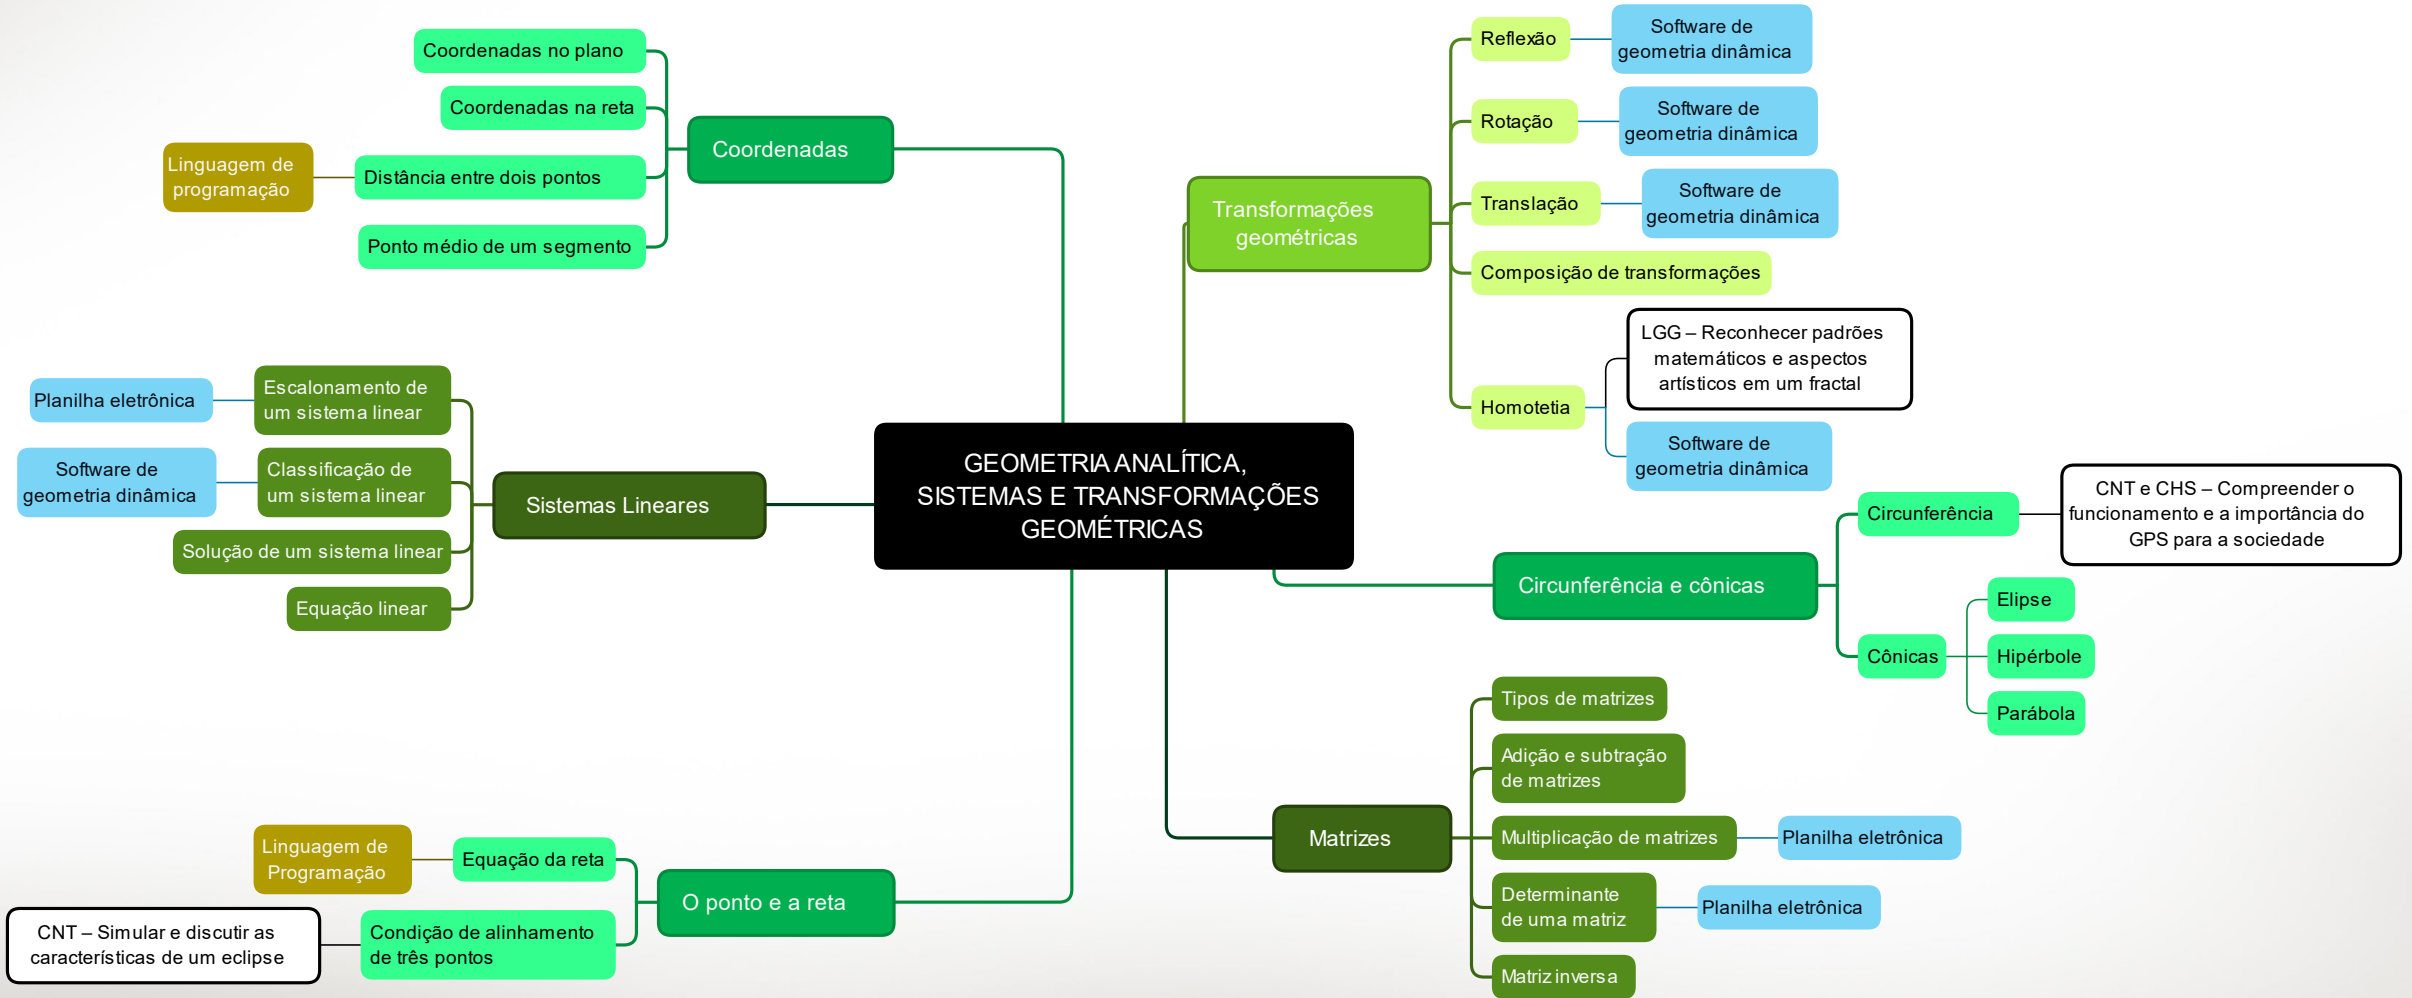 GEOMETRIA ANALÍTICA,
SISTEMAS E TRANSFORMAÇÕES
GEOMÉTRICAS
Coordenadas
Coordenadas no plano
Coordenadas na reta
Distância entre dois pontos
Linguagem de
programação
Ponto médio de um segmento
Sistemas Lineares
Escalonamento de
um sistema linear
Planilha eletrônica
Classificação de
um sistema linear
Software de
geometria dinâmica
Solução de um sistema linear
Equação linear
O ponto e a reta
Equação da reta
Linguagem de
Programação
Condição de alinhamento
de três pontos
CNT – Simular e discutir as
características de um eclipse
Transformações
geométricas
Reflexão
Software de
geometria dinâmica
Rotação
Software de
geometria dinâmica
Translação
Software de
geometria dinâmica
Composição de transformações
Homotetia
LGG – Reconhecer padrões
matemáticos e aspectos
artísticos em um fractal
Software de
geometria dinâmica
Circunferência e cônicas
Circunferência
CNT e CHS – Compreender o
funcionamento e a importância do
GPS para a sociedade
Cônicas
Elipse
Hipérbole
Parábola
Matrizes
Tipos de matrizes
Adição e subtração
de matrizes
Multiplicação de matrizes
Planilha eletrônica
Determinante
de uma matriz
Planilha eletrônica
Matriz inversa